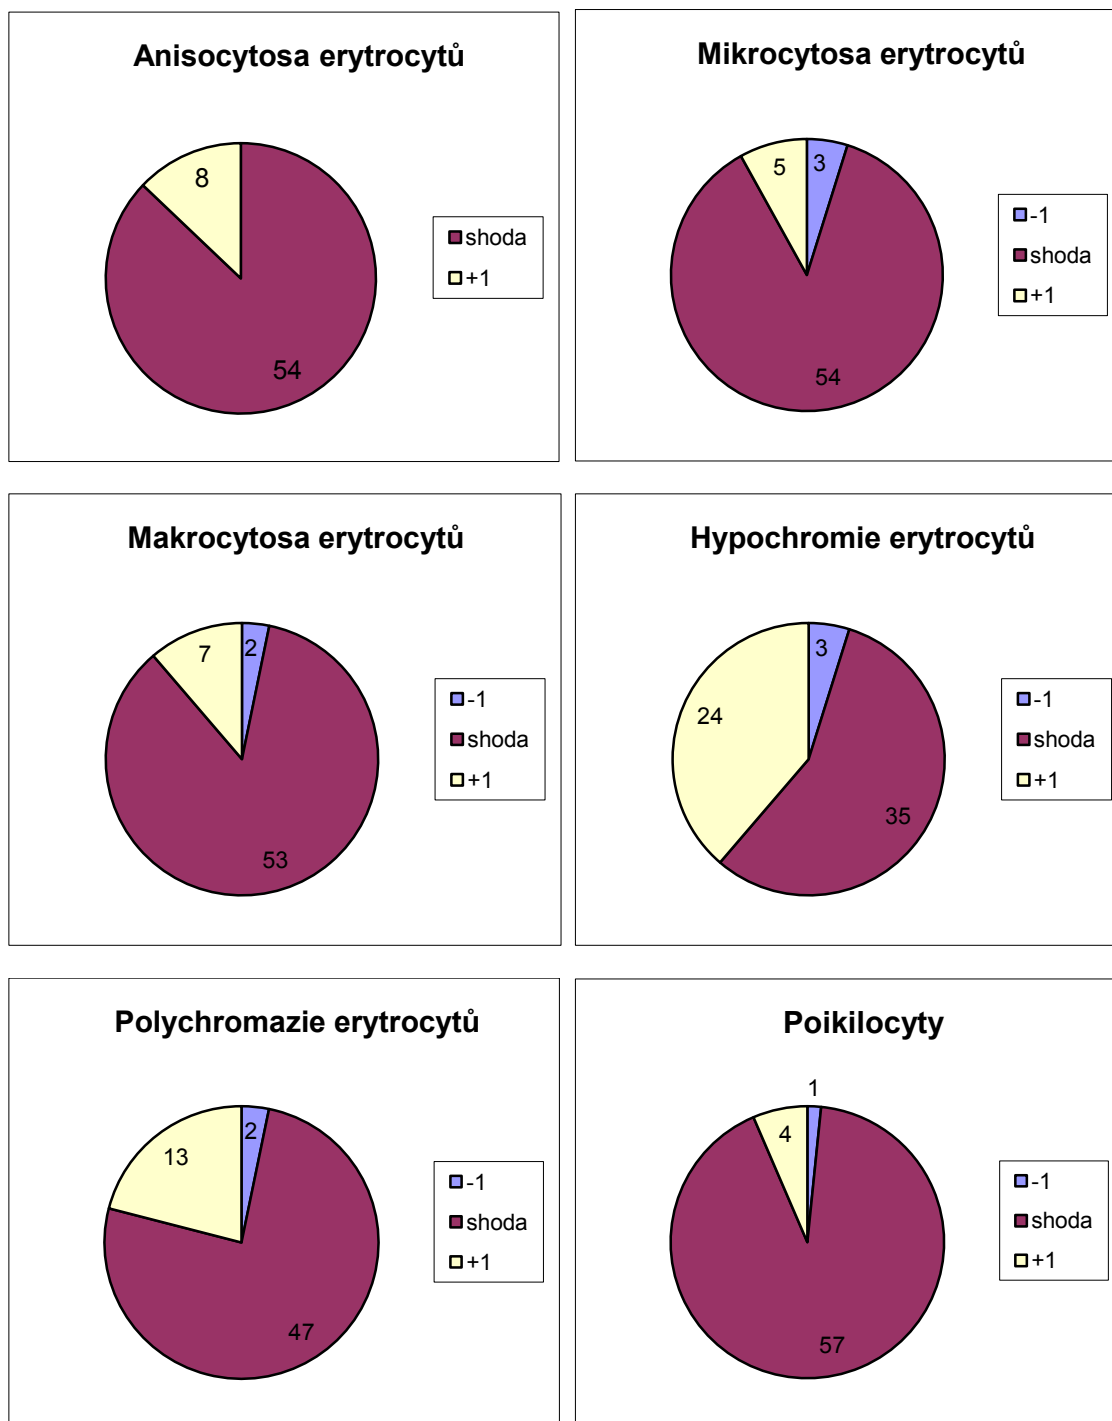 Anisocytosa erytrocytů
8
54
shoda
+1
Mikrocytosa erytrocytů
5
3
54
-1
shoda
+1
Makrocytosa erytrocytů
7
2
53
-1
shoda
+1
Hypochromie erytrocytů
3
24
35
-1
shoda
+1
Polychromazie erytrocytů
2
13
47
-1
shoda
+1
Poikilocyty
1
4
57
-1
shoda
+1